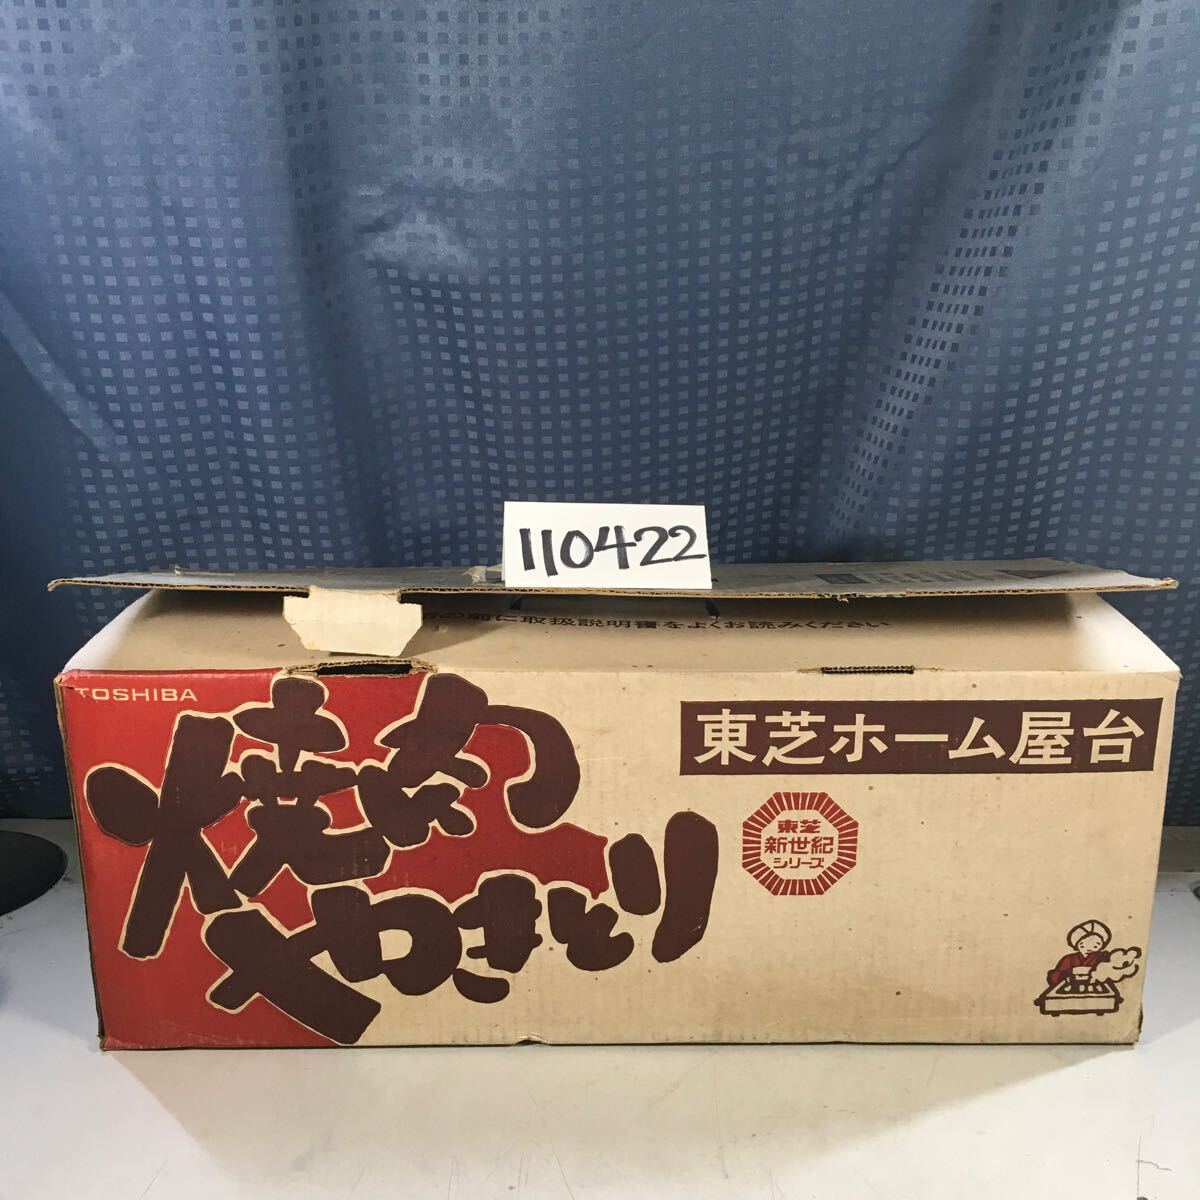 110422
の前に取扱説明書をよくお読みください
TOSHIBA
焼肉
やきとり
東芝ホーム屋台
東芝
新世紀
シリーズ